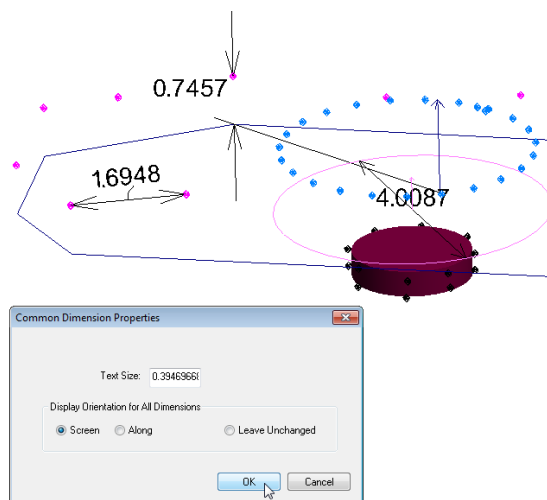 0.7457
1.6948
4.0087
Common Dimension Properties
Text Size: 0.3946966
Display Orientation for All Dimensions
Screen Along Leave Unchanged
OK Cancel